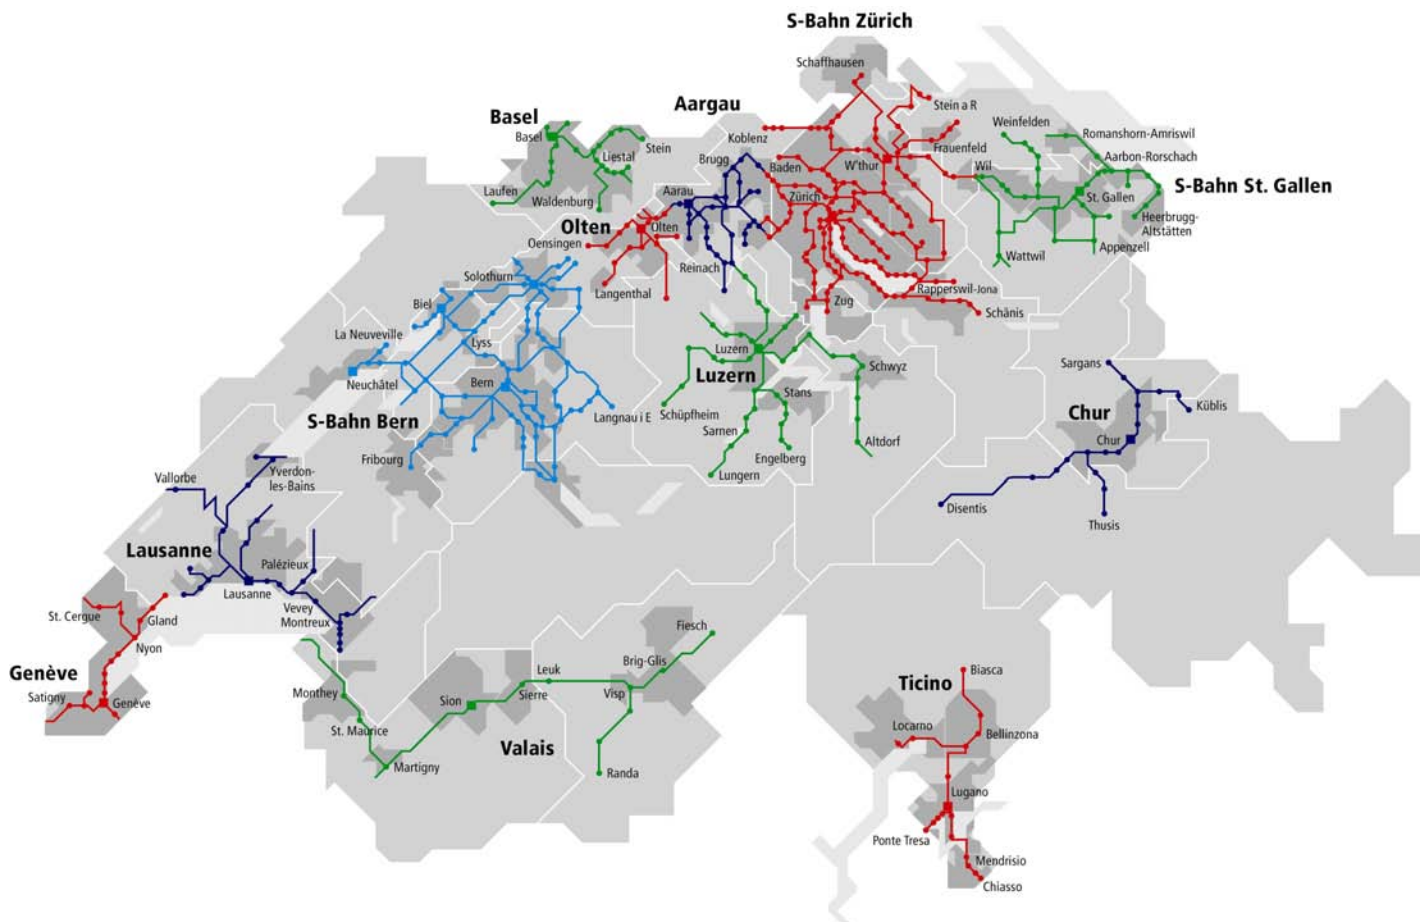 S-Bahn Zürich
Schaffhausen
Aargau
Stein a R
Basel
Koblenz
Weinfelden
Romanshorn-Amriswil
Basel
Stein
Brugg
Baden
W'thur
Frauenfeld
Aarbon-Rorschach
Liestal
Wil
S-Bahn St. Gallen
Laufen
Waldenburg
Aarau
Zürich
St. Gallen
Olten
Olten
Heerbrugg-
Altstätten
Oensingen
Appenzell
Wattwil
Solothurn
Reinach
Langenthal
Rapperswil-Jona
Biel
Zug
Schänis
La Neuveville
Lyss
Luzern
Sargans
Neuchâtel
Bern
Luzern
Schwyz
Stans
S-Bahn Bern
Langnau i E
Schüpfheim
Chur
Küblis
Sarnen
Chur
Altdorf
Fribourg
Engelberg
Lungern
Vallorbe
Yverdon-
les-Bains
Disentis
Thusis
Lausanne
Palézieux
Lausanne
St. Cergue
Gland
Vevey
Montreux
Nyon
Fiesch
Genève
Leuk
Brig-Glis
Biasca
Satigny
Genève
Monthey
Sion
Sierre
Visp
Ticino
St. Maurice
Locarno
Bellinzona
Valais
Martigny
Randa
Lugano
Ponte Tresa
Mendrisio
Chiasso